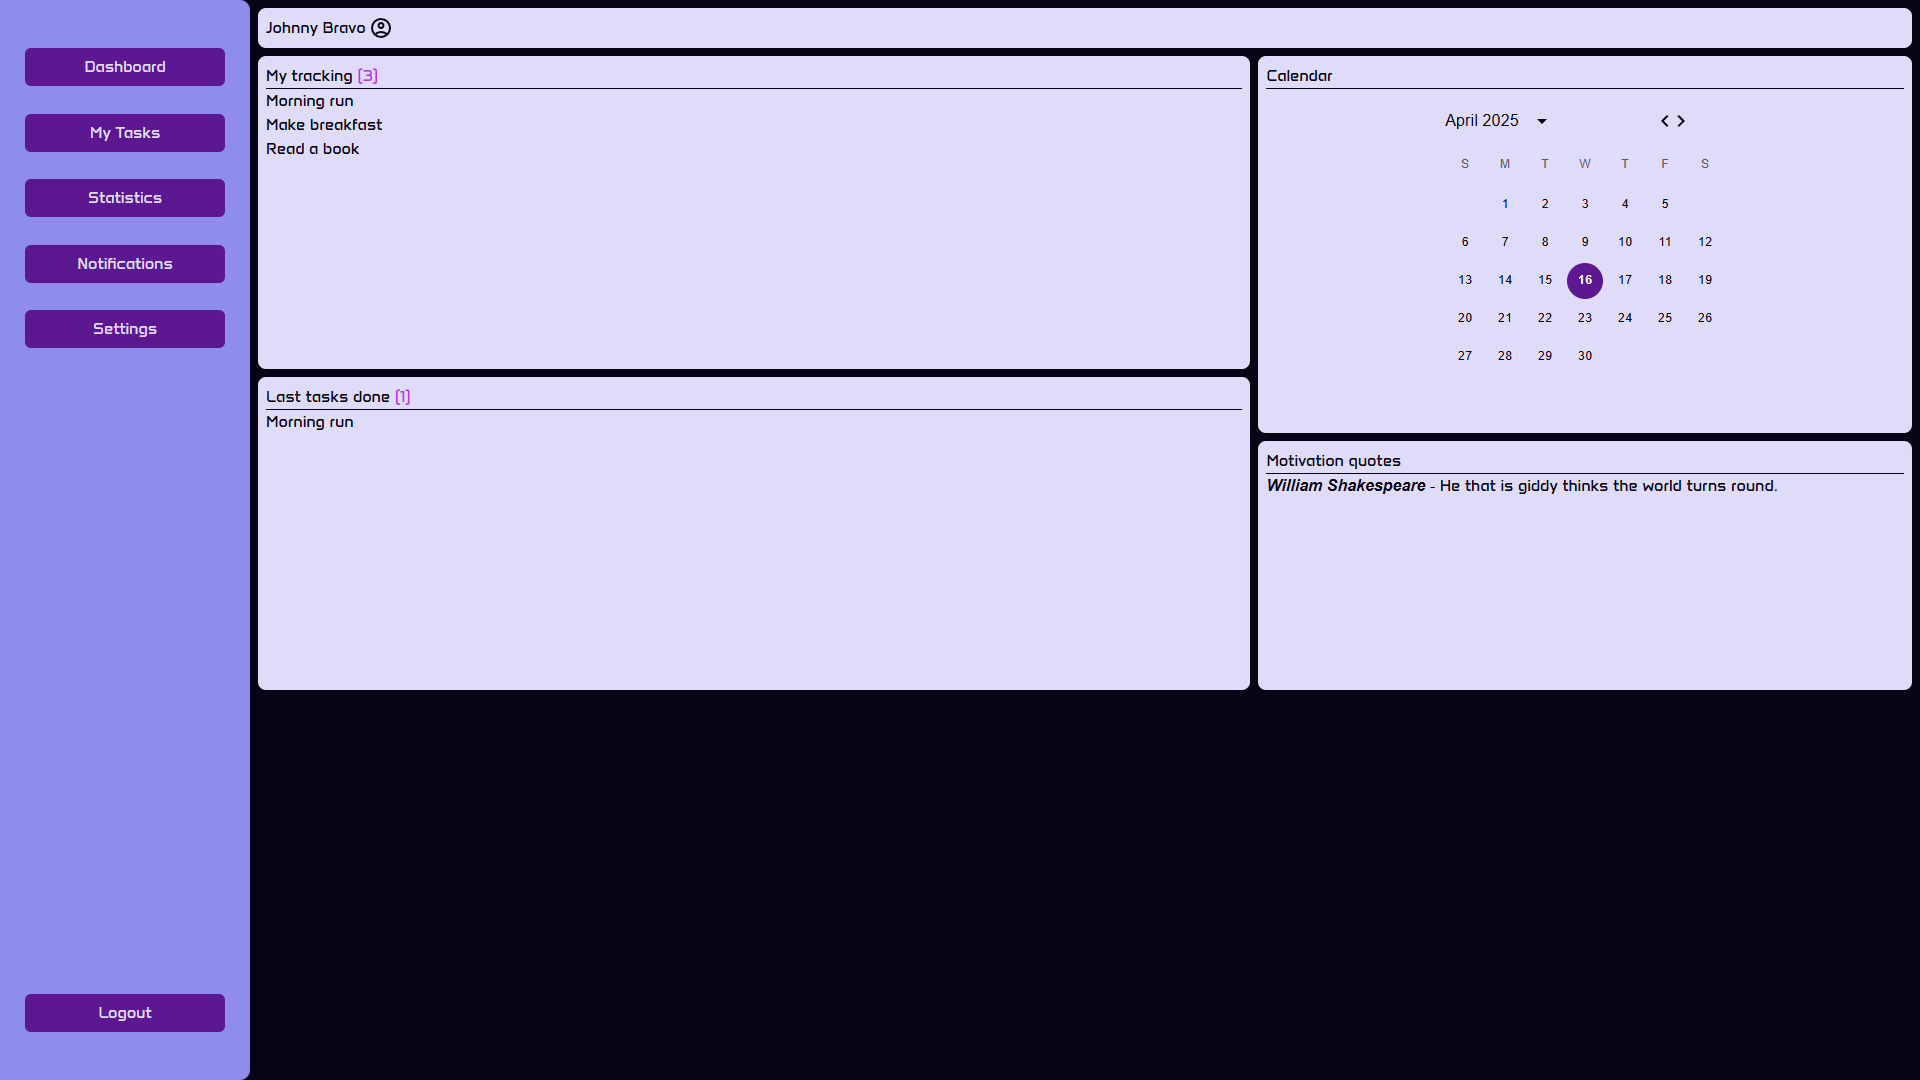 Dashboard
My Tasks
Statistics
Notifications
Settings
Logout
Johnny Bravo
My tracking [3]
Morning run
Make breakfast
Read a book
Last tasks done [1]
Morning run
Calendar
April 2025
S M T W T F S
1 2 3 4 5
6 7 8 9 10 11 12
13 14 15 16 17 18 19
20 21 22 23 24 25 26
27 28 29 30
Motivation quotes
William Shakespeare - He that is giddy thinks the world turns round.